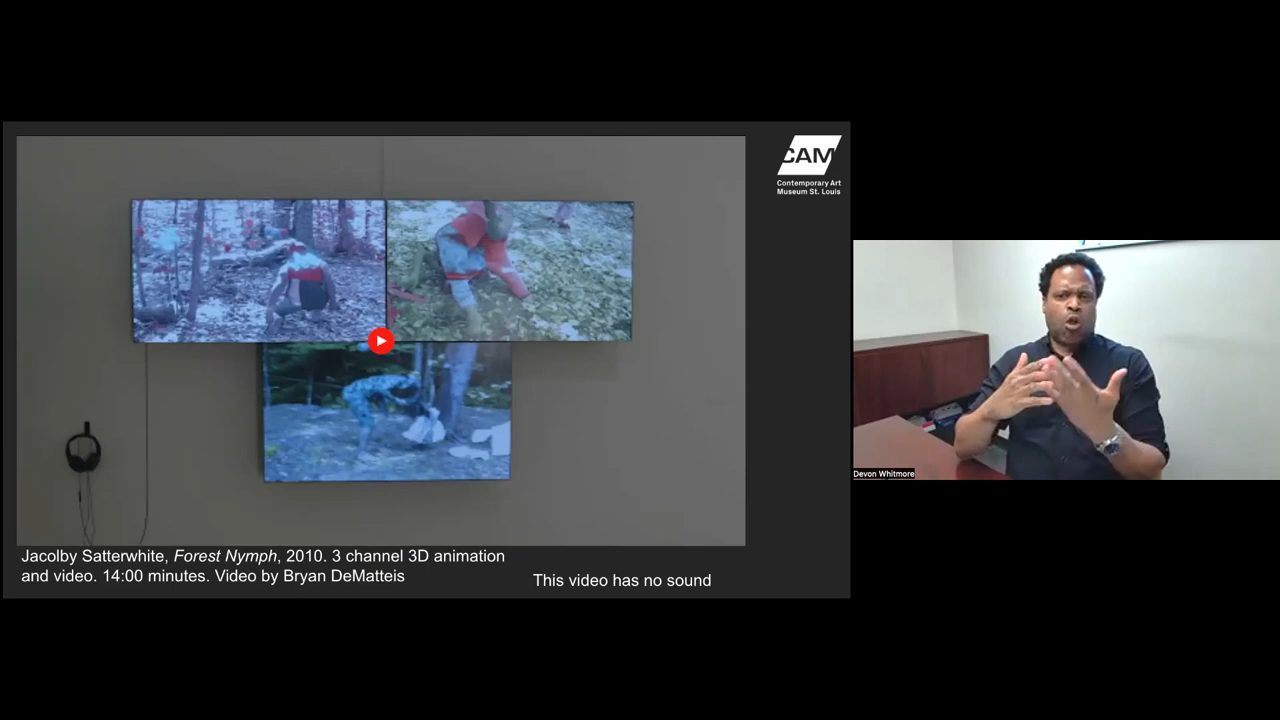 CAM
Contemporary Art
Museum St. Louis
Jacolby Satterwhite, Forest Nymph, 2010. 3 channel 3D animation
and video. 14:00 minutes. Video by Bryan DeMatteis
This video has no sound
Devon Whitmore